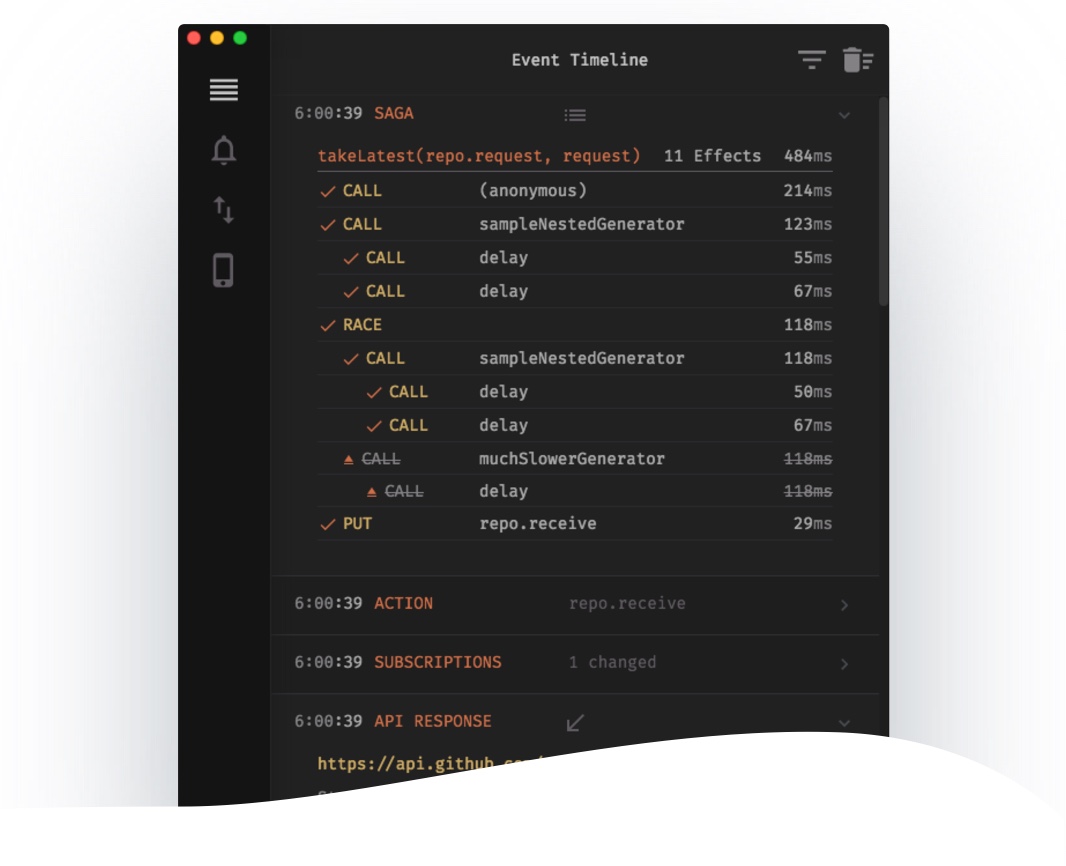 Event Timeline
6:00:39 SAGA
takeLatest(repo.request, request) 11 Effects 484ms
CALL (anonymous) 214ms
CALL sampleNestedGenerator 123ms
CALL delay 55ms
CALL delay 67ms
RACE 118ms
CALL sampleNestedGenerator 118ms
CALL delay 50ms
CALL delay 67ms
CALL muchSlowerGenerator 118ms
CALL delay 118ms
PUT repo.receive 29ms
6:00:39 ACTION repo.receive
6:00:39 SUBSCRIPTIONS 1 changed
6:00:39 API RESPONSE
https://api.github